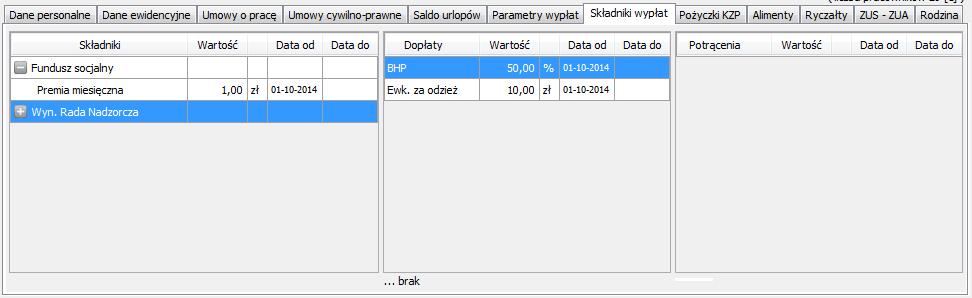 Dane personalne Dane ewidencyjne Umowy o pracę Umowy cywilno-prawne Saldo urlopów Parametry wypłat Składniki wypłat Pożyczki KZP Alimenty Ryczałty ZUS - ZUA Rodzina
Składniki Wartość Data od Data do Dopłaty Wartość Data od Data do Potrącenia Wartość Data od Data do
Fundusz socjalny BHP 50,00 % 01-10-2014
Premia miesięczna 1,00 zł 01-10-2014 Ewk. za odzież 10,00 zł 01-10-2014
Wyn. Rada Nadzorcza
... brak